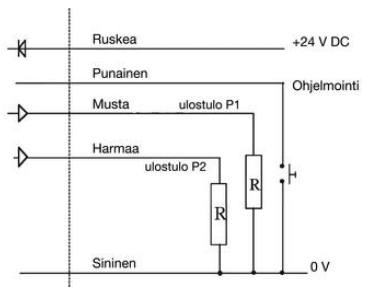 Ruskea
+24 V DC
Punainen
Ohjelmointi
Musta
ulostulo P1
Harmaa
ulostulo P2
R
R
Sininen
0 V